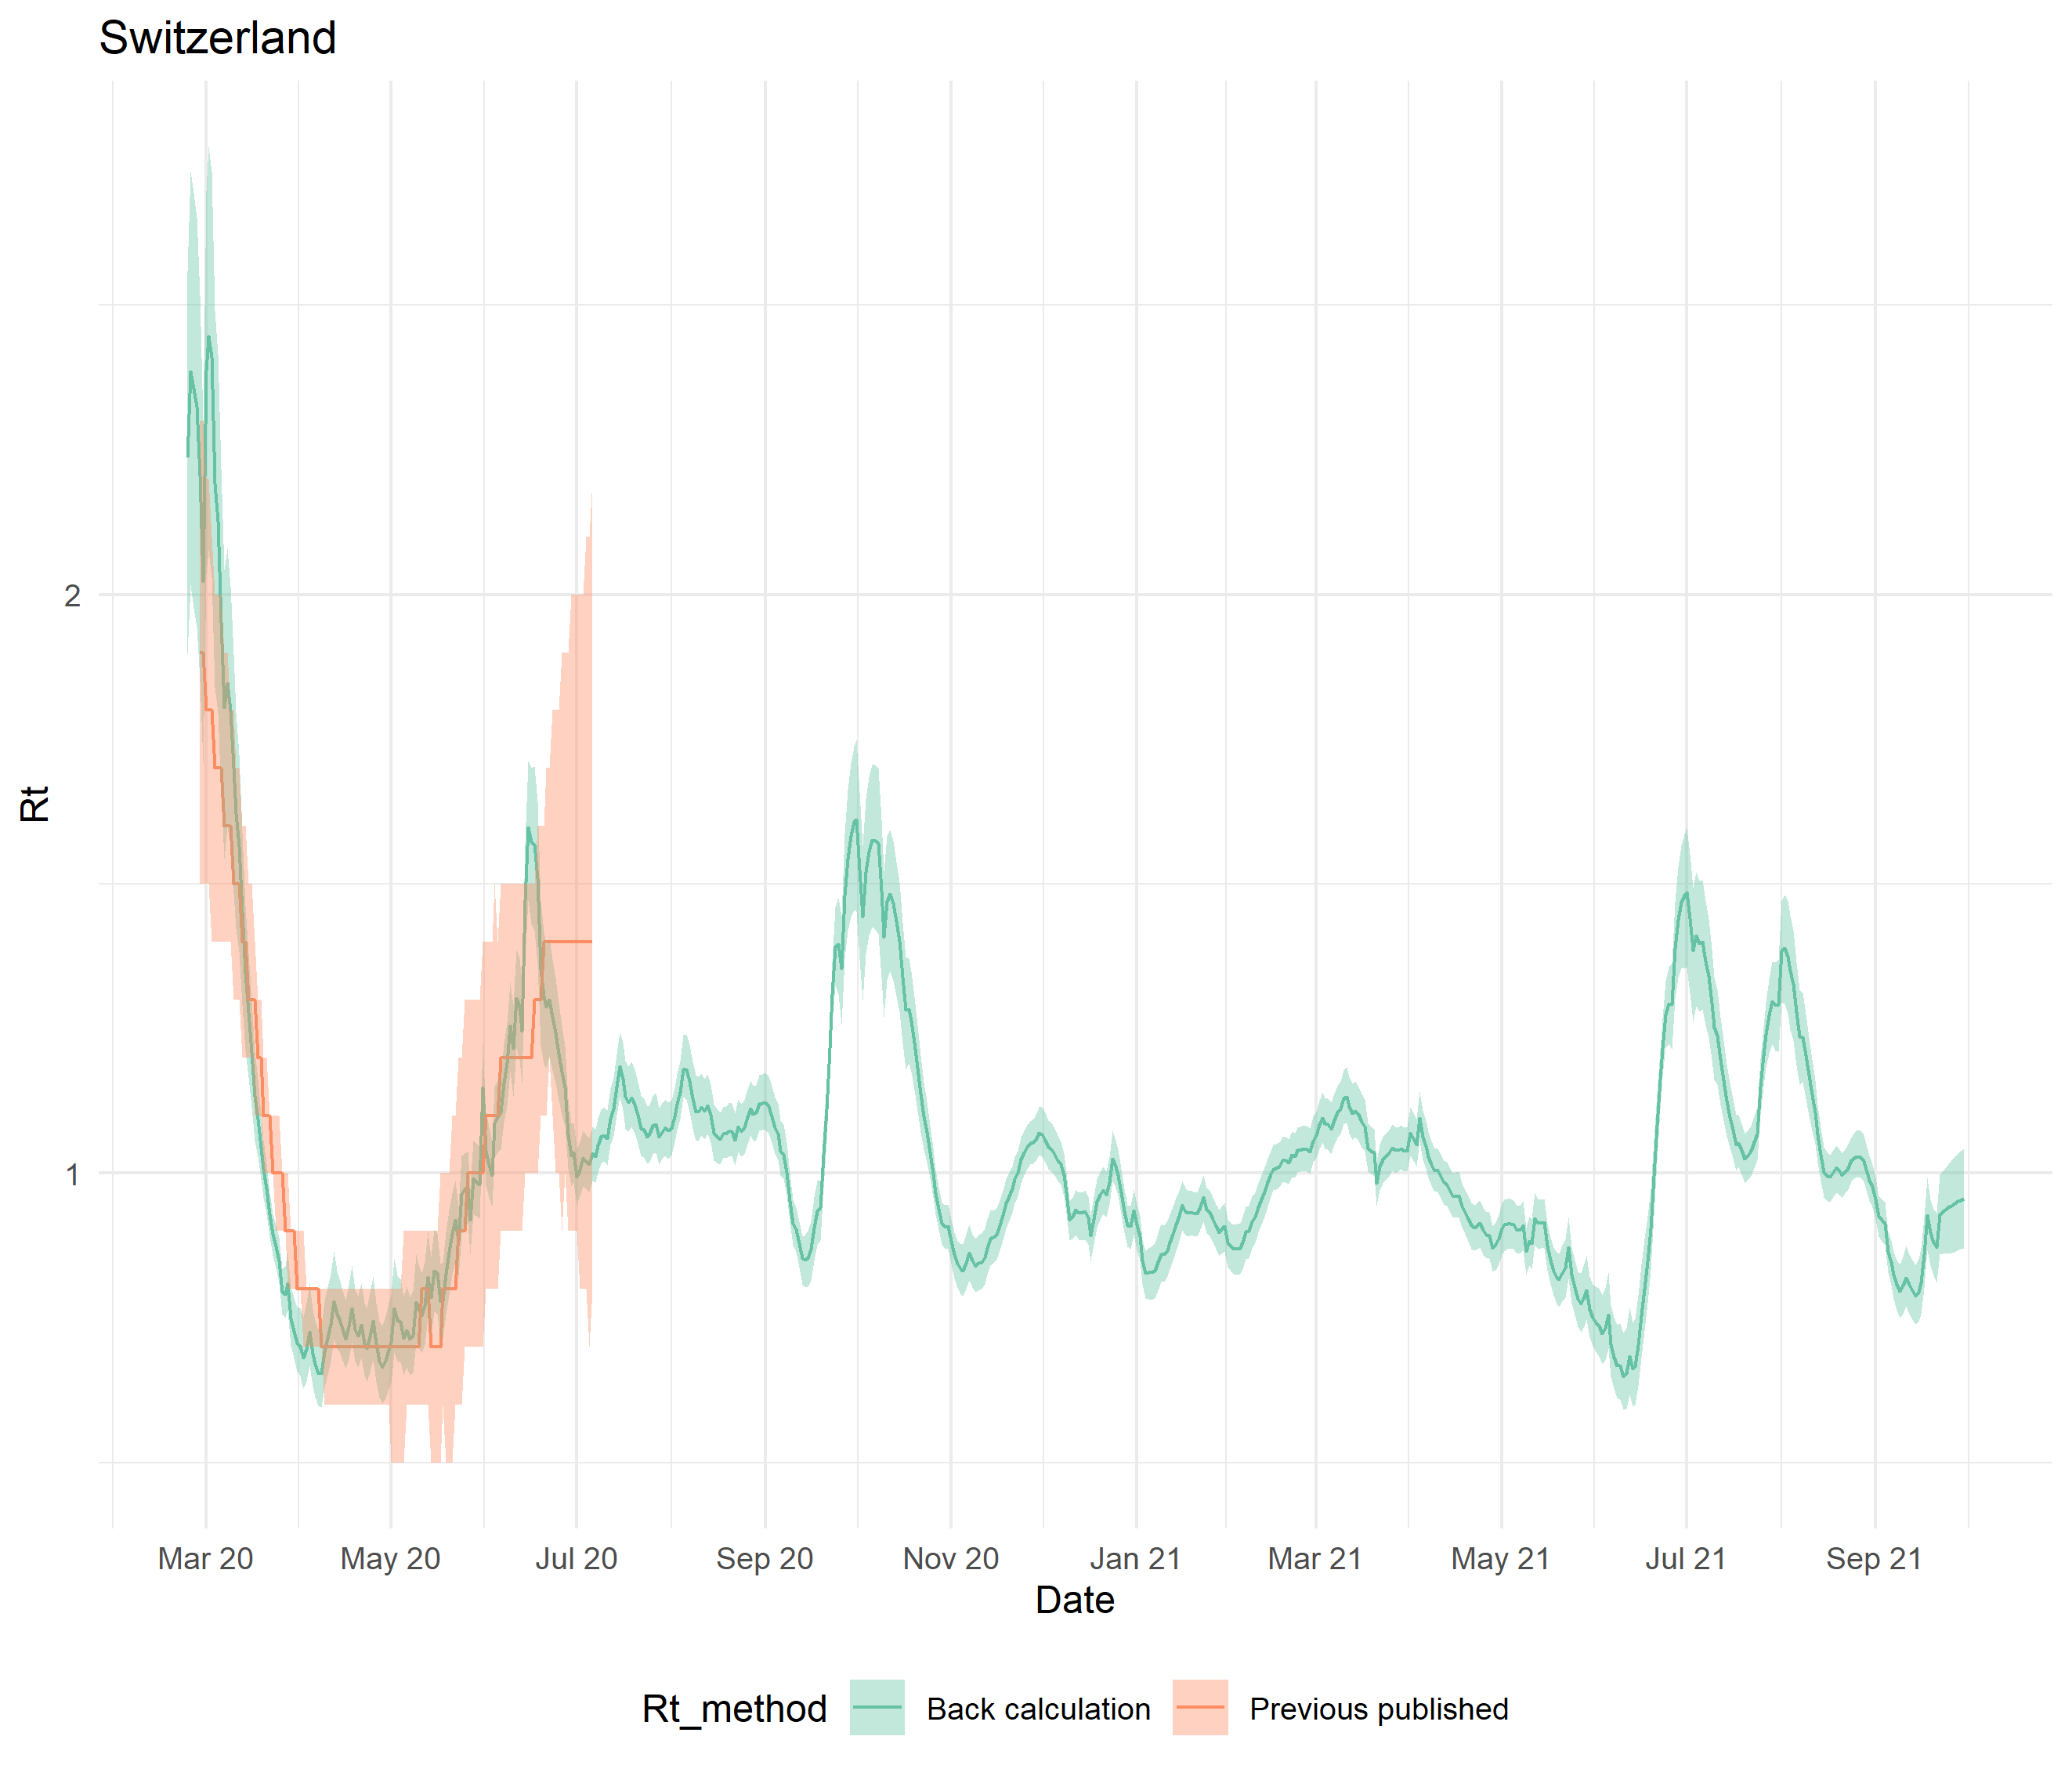 Switzerland
Rt
2
1
Mar 20 May 20 Jul 20 Sep 20 Nov 20 Jan 21 Mar 21 May 21 Jul 21 Sep 21
Date
Rt_method Back calculation Previous published